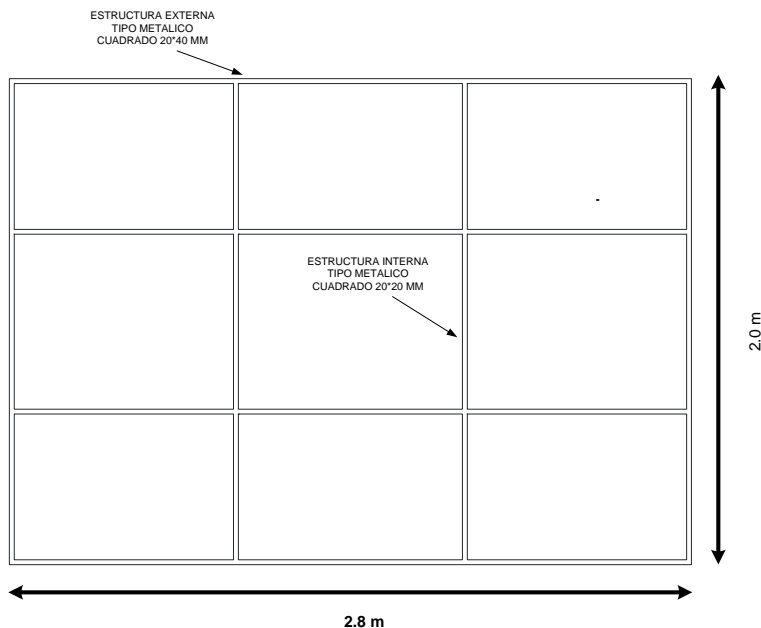 ESTRUCTURA EXTERNA
TIPO METALICO
CUADRADO 20*40 MM
ESTRUCTURA INTERNA
TIPO METALICO
CUADRADO 20*20 MM
2.0 m
2.8 m